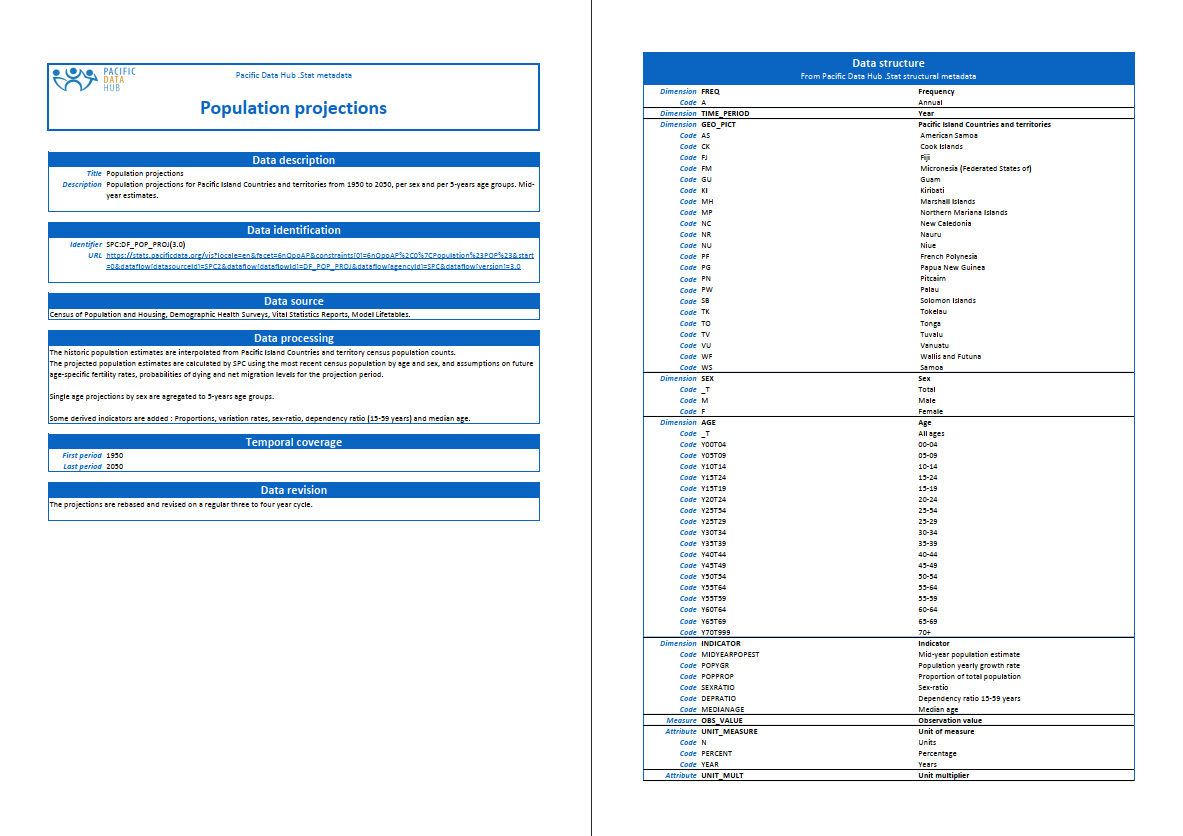 PACIFIC
DATA
HUB
Pacific Data Hub .Stat metadata
Population projections
Data description
Title Population projections
Description Population projections for Pacific Island Countries and territories from 1950 to 2050, per sex and per 5-years age groups. Mid-
year estimates.
Data identification
Identifier SPC:DF_POP_PROJ(3.0)
URL https://stats.pacificdata.org/vis?locale=en&facet=6nQpoAP&constraints[0]=6nQpoAP%2C0%7CPopulation%23POP%23&start
=0&dataflow[datasourceId]=SPC2&dataflow[dataflowId]=DF_POP_PROJ&dataflow[agencyId]=SPC&dataflow[version]=3.0
Data source
Census of Population and Housing, Demographic Health Surveys, Vital Statistics Reports, Model Lifetables.
Data processing
The historic population estimates are interpolated from Pacific Island Countries and territory census population counts.
The projected population estimates are calculated by SPC using the most recent census population by age and sex, and assumptions on future
age-specific fertility rates, probabilities of dying and net migration levels for the projection period.
Single age projections by sex are agregated to 5-years age groups.
Some derived indicators are added : Proportions, variation rates, sex-ratio, dependency ratio (15-59 years) and median age.
Temporal coverage
First period 1950
Last period 2050
Data revision
The projections are rebased and revised on a regular three to four year cycle.
Data structure
From Pacific Data Hub .Stat structural metadata
Dimension FREQ Frequency
Code A Annual
Dimension TIME_PERIOD Year
Dimension GEO_PICT Pacific Island Countries and territories
Code AS American Samoa
Code CK Cook Islands
Code FJ Fiji
Code FM Micronesia (Federated States of)
Code GU Guam
Code KI Kiribati
Code MH Marshall Islands
Code MP Northern Mariana Islands
Code NC New Caledonia
Code NR Nauru
Code NU Niue
Code PF French Polynesia
Code PG Papua New Guinea
Code PN Pitcairn
Code PW Palau
Code SB Solomon Islands
Code TK Tokelau
Code TO Tonga
Code TV Tuvalu
Code VU Vanuatu
Code WF Wallis and Futuna
Code WS Samoa
Dimension SEX Sex
Code _T Total
Code M Male
Code F Female
Dimension AGE Age
Code _T All ages
Code Y00T04 00-04
Code Y05T09 05-09
Code Y10T14 10-14
Code Y15T24 15-24
Code Y15T19 15-19
Code Y20T24 20-24
Code Y25T54 25-54
Code Y25T29 25-29
Code Y30T34 30-34
Code Y35T39 35-39
Code Y40T44 40-44
Code Y45T49 45-49
Code Y50T54 50-54
Code Y55T64 55-64
Code Y55T59 55-59
Code Y60T64 60-64
Code Y65T69 65-69
Code Y70T999 70+
Dimension INDICATOR Indicator
Code MIDYEARPOPEST Mid-year population estimate
Code POPYGR Population yearly growth rate
Code POPPROP Proportion of total population
Code SEXRATIO Sex-ratio
Code DEPRATIO Dependency ratio 15-59 years
Code MEDIANAGE Median age
Measure OBS_VALUE Observation value
Attribute UNIT_MEASURE Unit of measure
Code N Units
Code PERCENT Percentage
Code YEAR Years
Attribute UNIT_MULT Unit multiplier